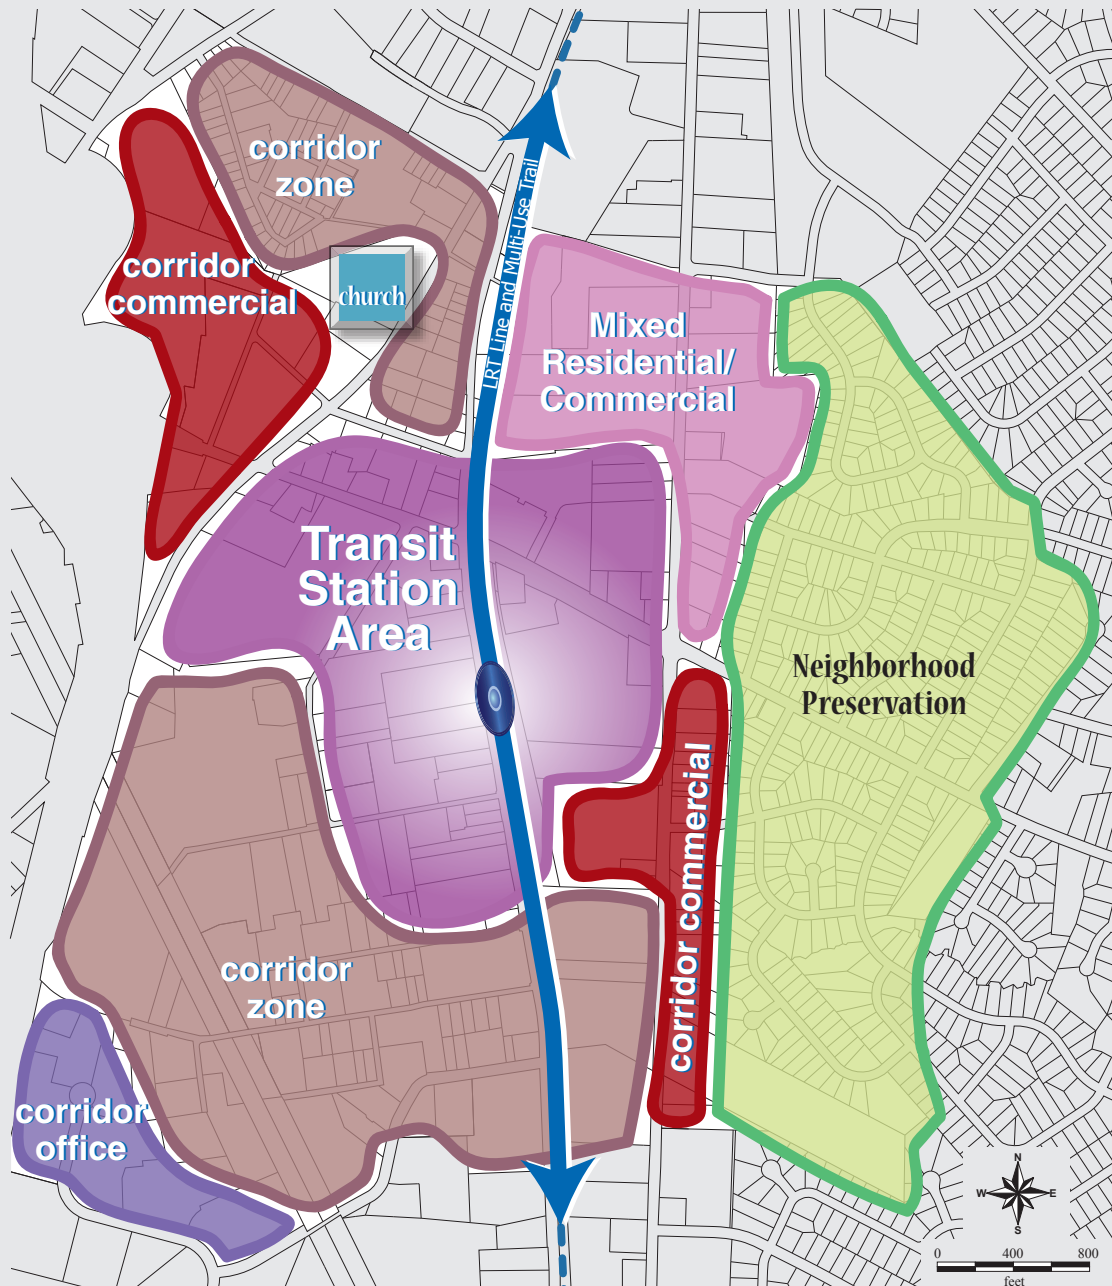 corridor
zone
corridor
commercial
church
LRT Line and Multi-Use Trail
Mixed
Residential/
Commercial
Transit
Station
Area
Neighborhood
Preservation
corridor commercial
corridor
zone
corridor
office
N
W E
S
0 400 800
feet